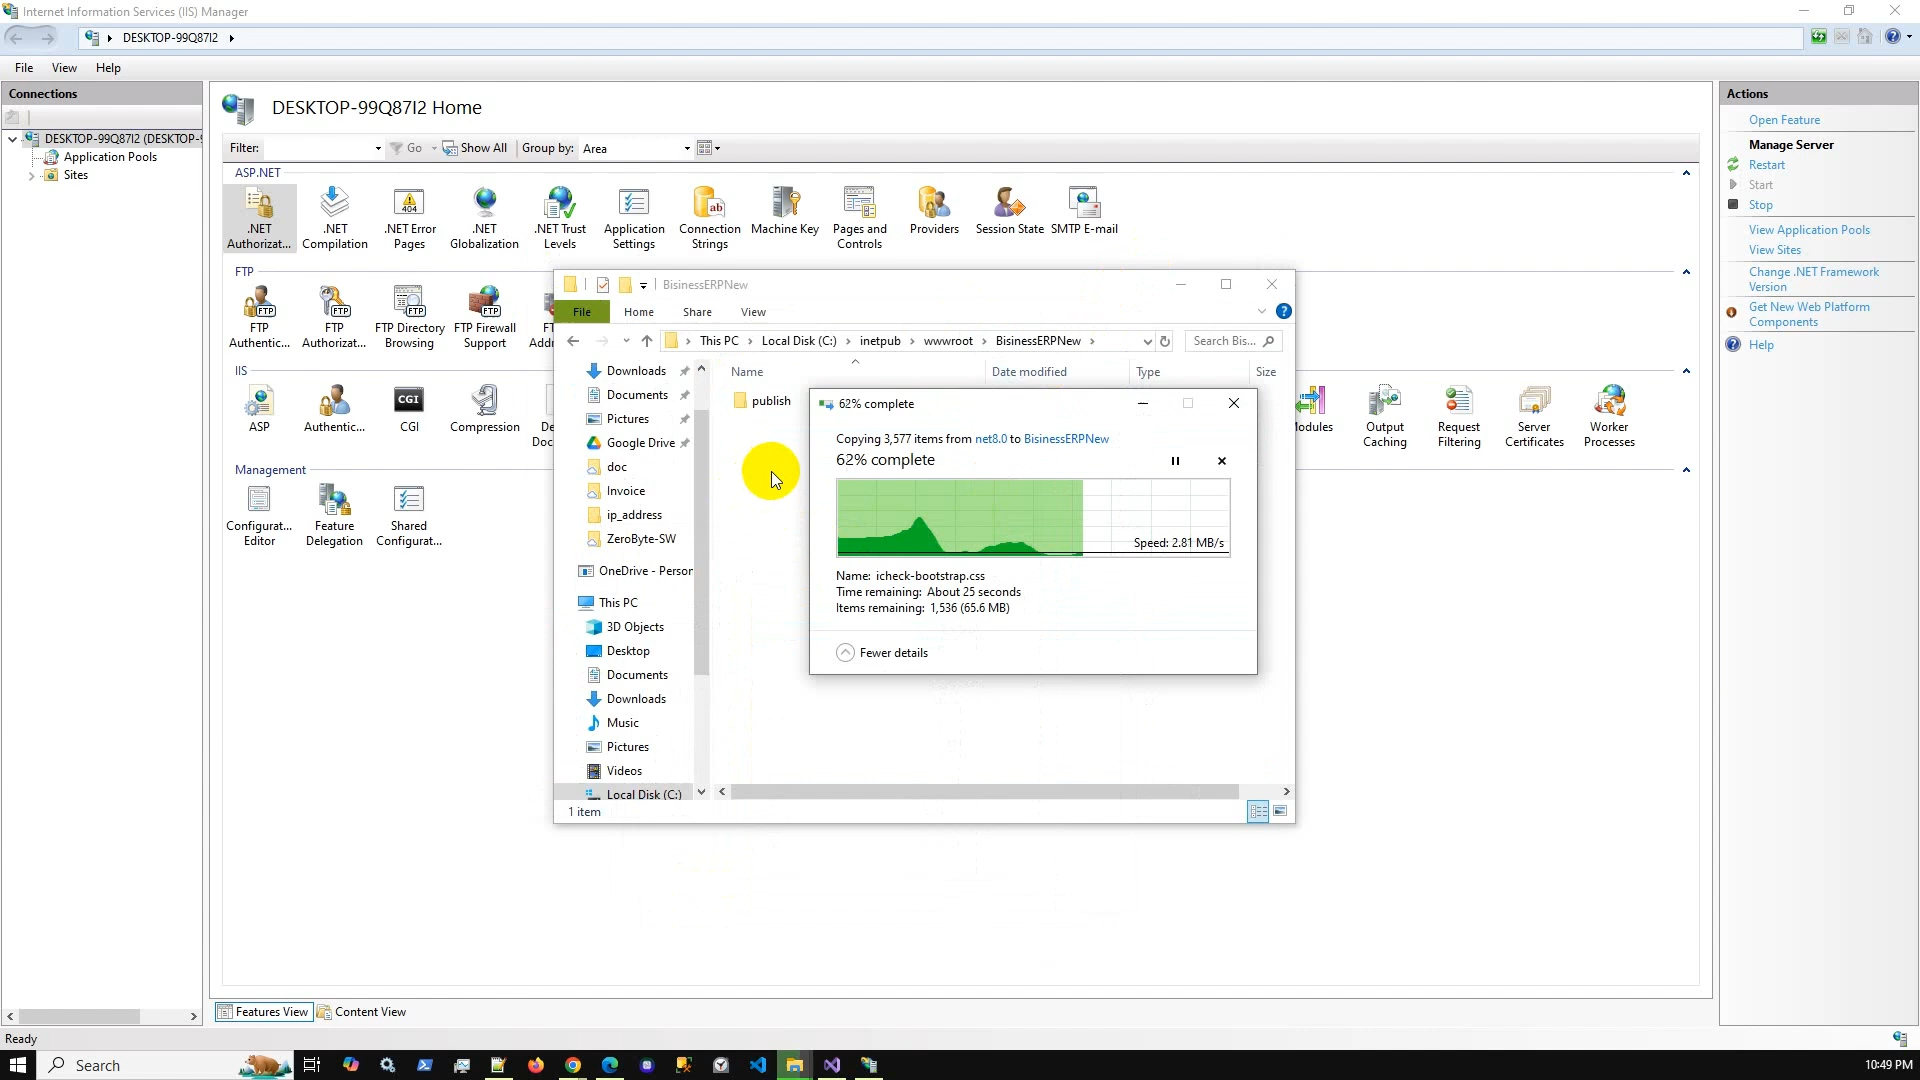 Internet Information Services (IIS) Manager
DESKTOP-99Q87I2
File View Help
Connections
DESKTOP-99Q87I2 (DESKTOP-9
Application Pools
Sites
DESKTOP-99Q87I2 Home
Filter: Go Show All Group by: Area
ASP.NET
.NET Authorizat...
.NET Compilation
.NET Error Pages
.NET Globalization
.NET Trust Levels
Application Settings
Connection Strings
Machine Key
Pages and Controls
Providers
Session State
SMTP E-mail
FTP
FTP Authentic...
FTP Authorizat...
FTP Directory Browsing
FTP Firewall Support
FT
Addr
IIS
ASP
Authentic...
CGI
Compression
De
Doc
Modules
Output Caching
Request Filtering
Server Certificates
Worker Processes
Management
Configurat... Editor
Feature Delegation
Shared Configurat...
BisinessERPNew
File Home Share View
This PC Local Disk (C:) inetpub wwwroot BisinessERPNew
Search Bis...
Name Date modified Type Size
publish
Downloads
Documents
Pictures
Google Drive
doc
Invoice
ip_address
ZeroByte-SW
OneDrive - Person
This PC
3D Objects
Desktop
Documents
Downloads
Music
Pictures
Videos
Local Disk (C:)
1 item
62% complete
Copying 3,577 items from net8.0 to BisinessERPNew
62% complete
Speed: 2.81 MB/s
Name: icheck-bootstrap.css
Time remaining: About 25 seconds
Items remaining: 1,536 (65.6 MB)
Fewer details
Actions
Open Feature
Manage Server
Restart
Start
Stop
View Application Pools
View Sites
Change .NET Framework Version
Get New Web Platform Components
Help
Features View Content View
Ready
Search
10:49 PM